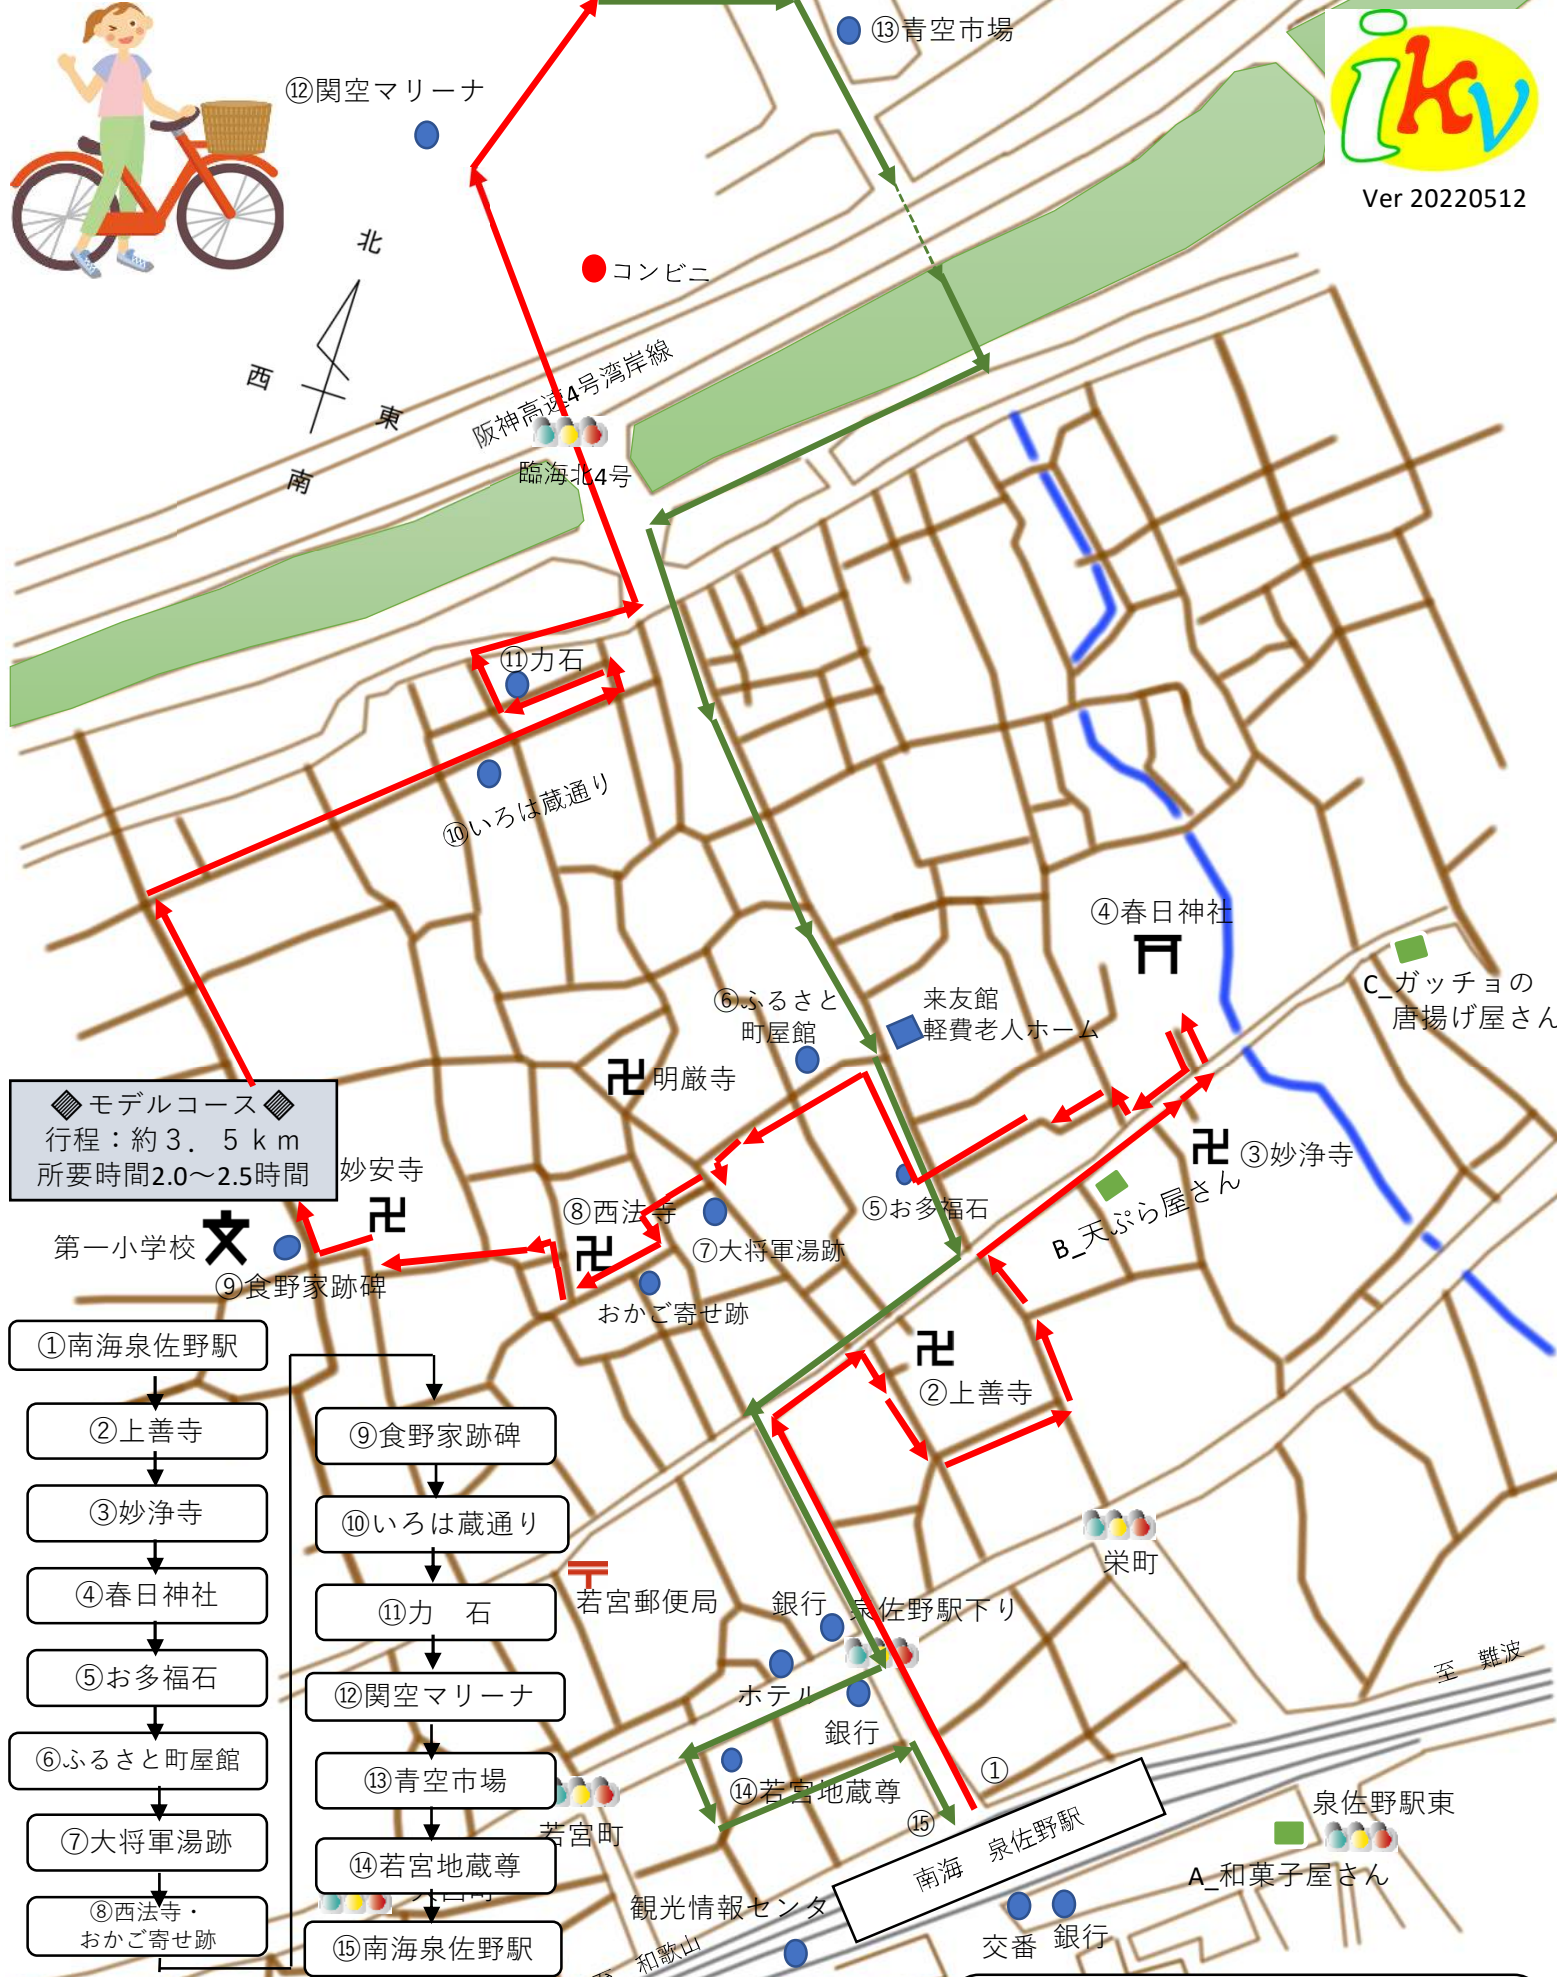 ⑬青空市場
⑫関空マリーナ
ikv
Ver 20220512
北
西
東
南
コンビニ
阪神高速4号湾岸線
臨海北4号
⑪力石
⑩いろは蔵通り
④春日神社
C_ガッチョの
唐揚げ屋さん
⑥ふるさと
町屋館
来友館
軽費老人ホーム
卍明厳寺
◆モデルコース◆
行程：約３．５ｋｍ
所要時間2.0～2.5時間
妙安寺
卍
卍
③妙浄寺
⑤お多福石
B_天ぷら屋さん
⑧西法寺
卍
⑦大将軍湯跡
第一小学校
文
⑨食野家跡碑
おかご寄せ跡
卍
②上善寺
①南海泉佐野駅
②上善寺
③妙浄寺
④春日神社
⑤お多福石
⑥ふるさと町屋館
⑦大将軍湯跡
⑧西法寺・
おかご寄せ跡
⑨食野家跡碑
⑩いろは蔵通り
⑪力　石
⑫関空マリーナ
⑬青空市場
⑭若宮地蔵尊
⑮南海泉佐野駅
栄町
〒
若宮郵便局
銀行
泉佐野駅下り
ホテル
銀行
至　難波
①
⑭若宮地蔵尊
⑮
若宮町
南海　泉佐野駅
泉佐野駅東
A_和菓子屋さん
観光情報センタ
交番
銀行
至　和歌山